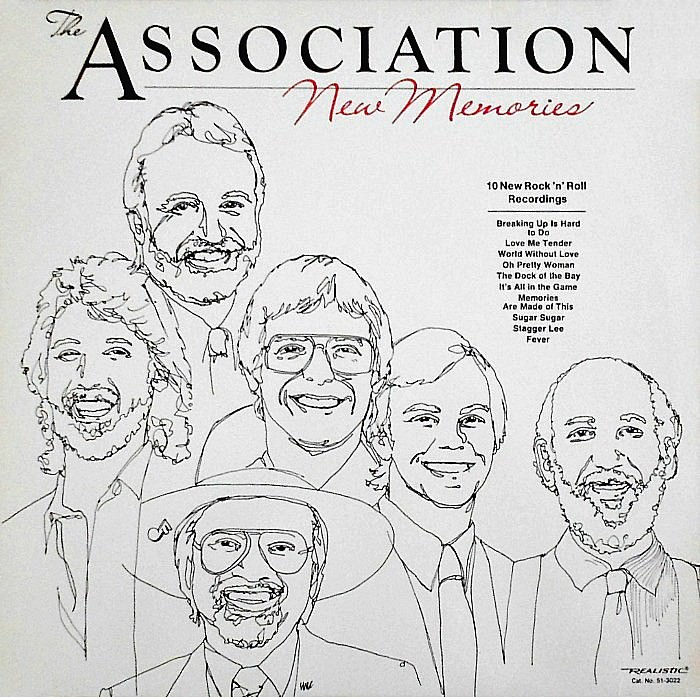 The
ASSOCIATION
New Memories
10 New Rock 'n' Roll
Recordings
Breaking Up Is Hard
to Do
Love Me Tender
World Without Love
Oh Pretty Woman
The Dock of the Bay
It's All in the Game
Memories
Are Made of This
Sugar Sugar
Stagger Lee
Fever
REALISTIC®
Cat. No. 51-3022